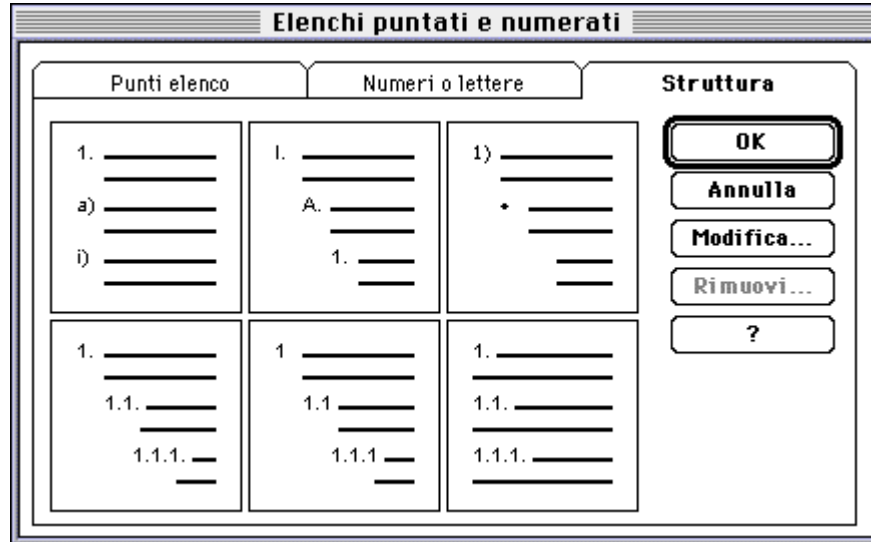 Elenchi puntati e numerati
Punti elenco
Numeri o lettere
Struttura
1.
a)
i)
I.
A.
1.
1)
•
1.
1.1.
1.1.1.
1
1.1
1.1.1
1.
1.1.
1.1.1.
OK
Annulla
Modifica...
Rimuovi...
?